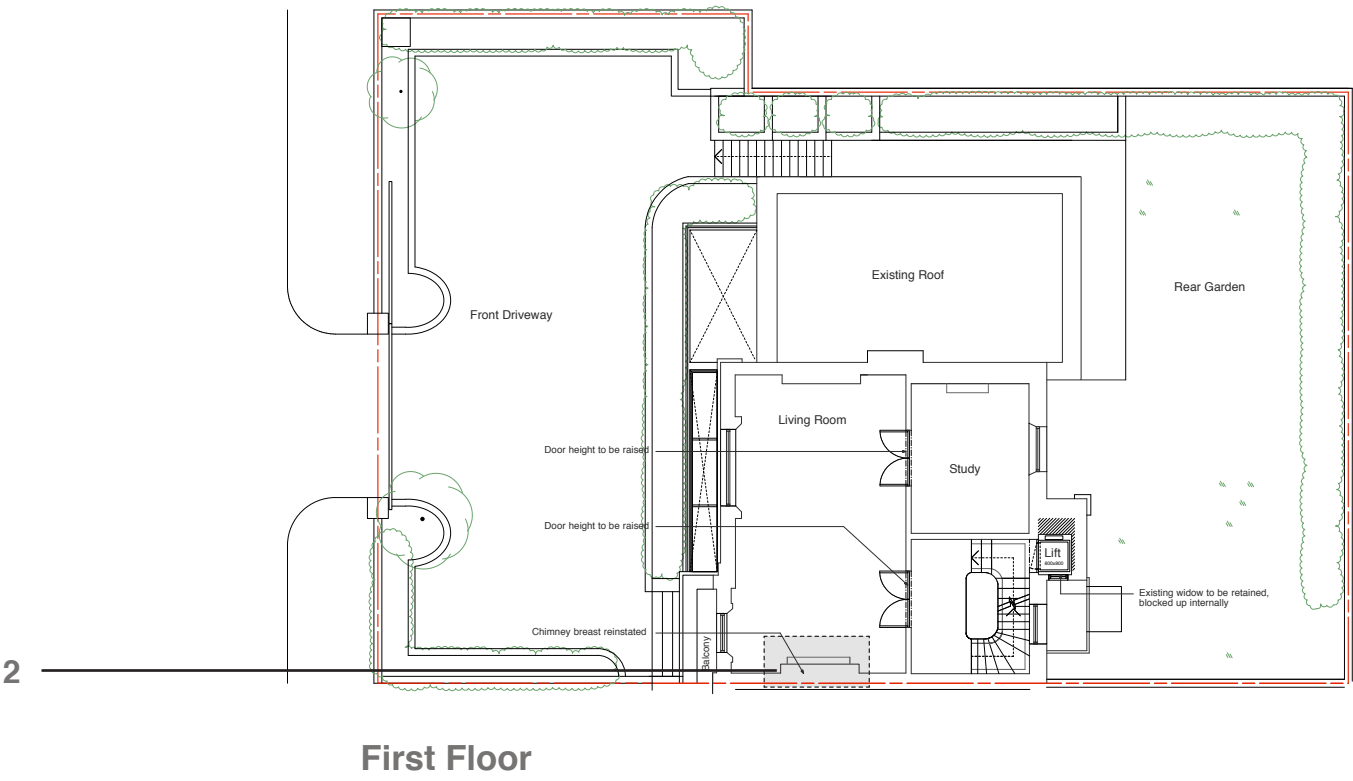 Existing Roof
Rear Garden
Front Driveway
Living Room
Door height to be raised
Study
Door height to be raised
Lift
800x800
Existing widow to be retained,
blocked up internally
Chimney breast reinstated
Balcony
2
First Floor